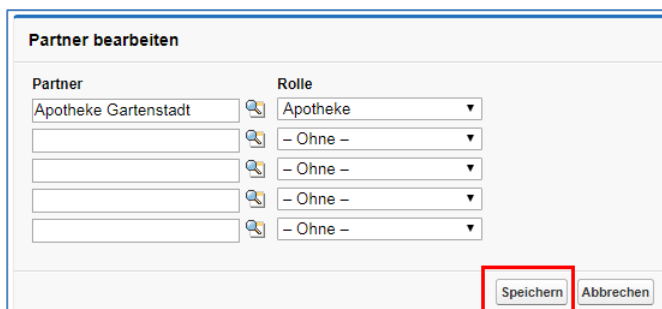 Partner bearbeiten
Partner Rolle
Apotheke Gartenstadt Apotheke
– Ohne –
– Ohne –
– Ohne –
– Ohne –
Speichern Abbrechen